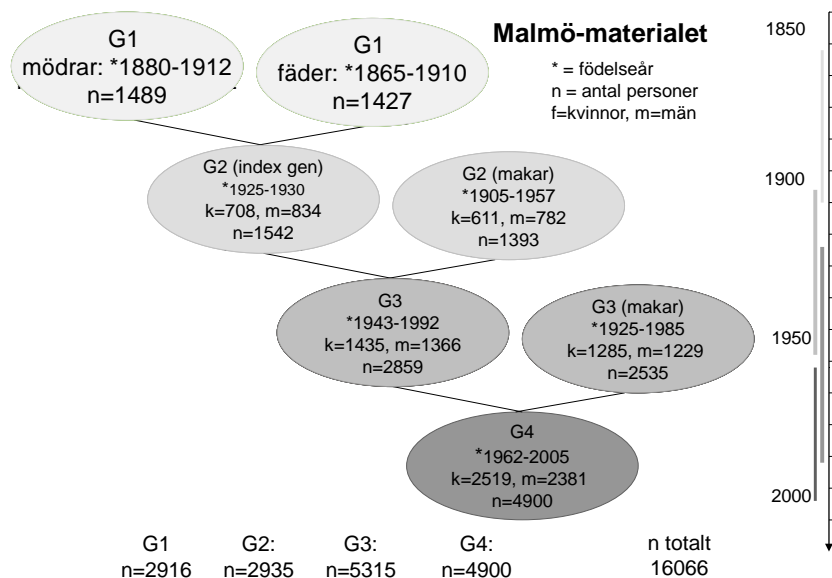 G1
mödrar: *1880-1912
n=1489
G1
fäder: *1865-1910
n=1427
Malmö-materialet
* = födelseår
n = antal personer
f=kvinnor, m=män
G2 (index gen)
*1925-1930
k=708, m=834
n=1542
G2 (makar)
*1905-1957
k=611, m=782
n=1393
G3
*1943-1992
k=1435, m=1366
n=2859
G3 (makar)
*1925-1985
k=1285, m=1229
n=2535
G4
*1962-2005
k=2519, m=2381
n=4900
1850
1900
1950
2000
G1 G2: G3: G4: n totalt
n=2916 n=2935 n=5315 n=4900 16066